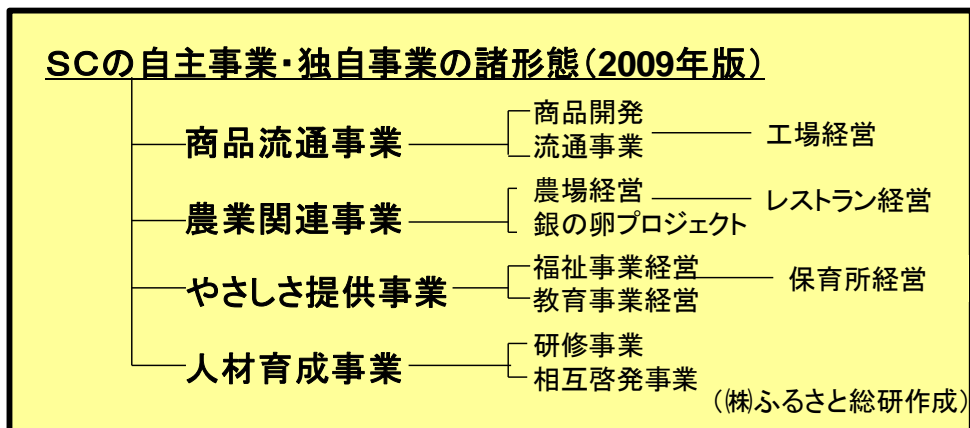 SCの自主事業・独自事業の諸形態(2009年版)
商品流通事業
商品開発
流通事業
工場経営
農業関連事業
農場経営
銀の卵プロジェクト
レストラン経営
やさしさ提供事業
福祉事業経営
教育事業経営
保育所経営
人材育成事業
研修事業
相互啓発事業
(㈱ふるさと総研作成)